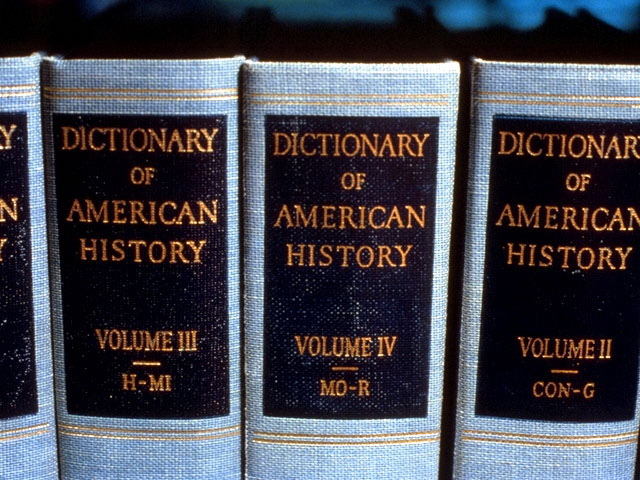 DICTIONARY
OF
AMERICAN
HISTORY
VOLUME III
H-MI
DICTIONARY
OF
AMERICAN
HISTORY
VOLUME IV
MO-R
DICTIONAR
OF
AMERICAN
HISTORY
VOLUME II
CON-G